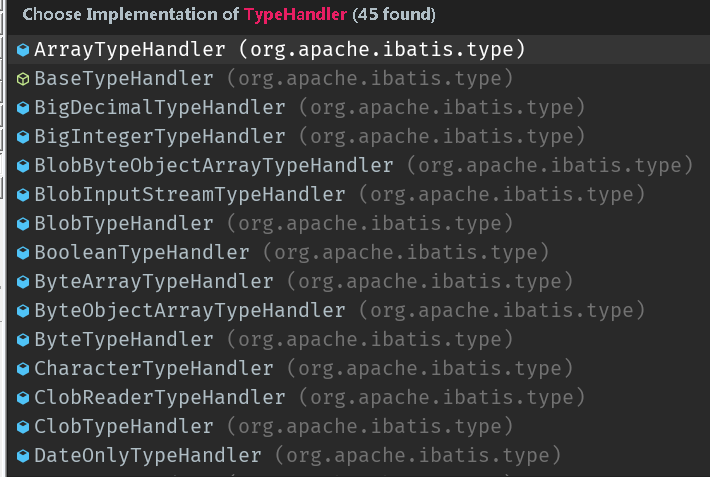 Choose Implementation of TypeHandler (45 found)
ArrayTypeHandler (org.apache.ibatis.type)
BaseTypeHandler (org.apache.ibatis.type)
BigDecimalTypeHandler (org.apache.ibatis.type)
BigIntegerTypeHandler (org.apache.ibatis.type)
BlobByteObjectArrayTypeHandler (org.apache.ibatis.type)
BlobInputStreamTypeHandler (org.apache.ibatis.type)
BlobTypeHandler (org.apache.ibatis.type)
BooleanTypeHandler (org.apache.ibatis.type)
ByteArrayTypeHandler (org.apache.ibatis.type)
ByteObjectArrayTypeHandler (org.apache.ibatis.type)
ByteTypeHandler (org.apache.ibatis.type)
CharacterTypeHandler (org.apache.ibatis.type)
ClobReaderTypeHandler (org.apache.ibatis.type)
ClobTypeHandler (org.apache.ibatis.type)
DateOnlyTypeHandler (org.apache.ibatis.type)